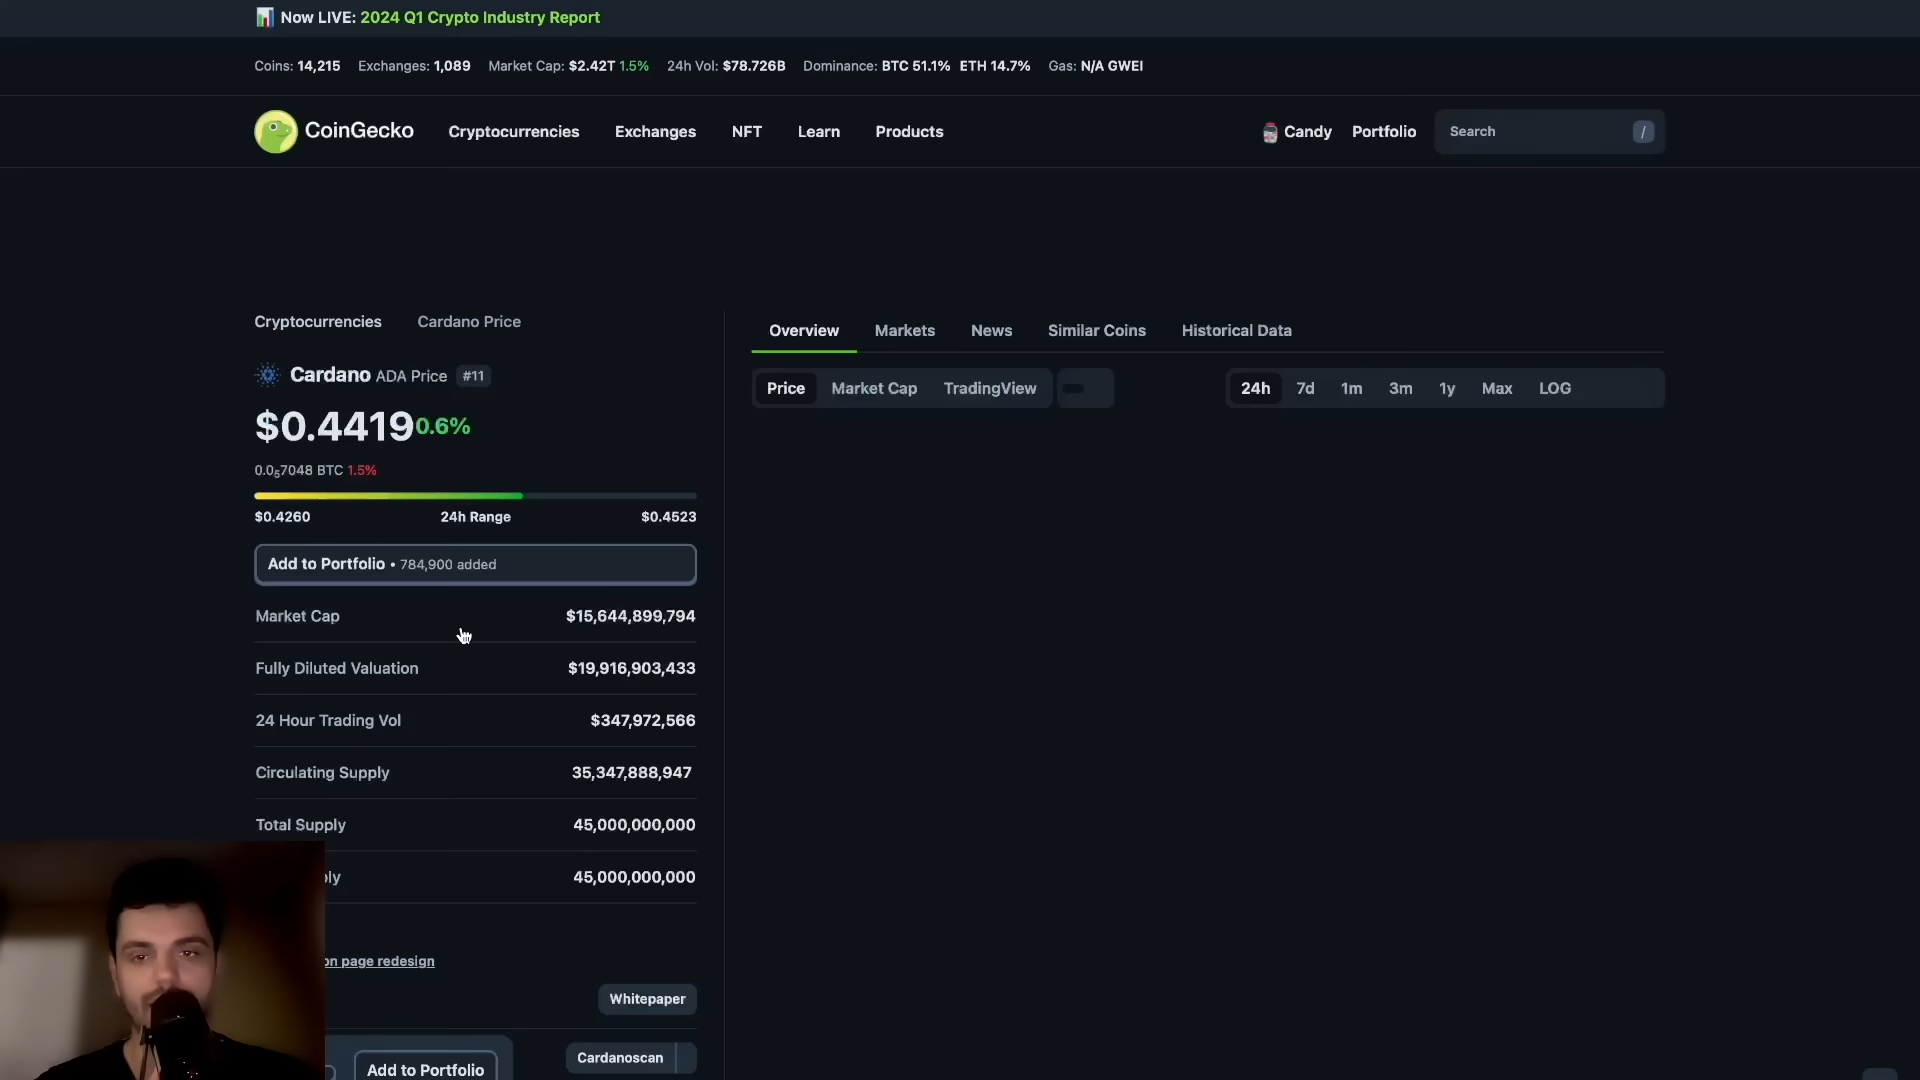 Now LIVE: 2024 Q1 Crypto Industry Report
Coins: 14,215 Exchanges: 1,089 Market Cap: $2.42T 1.5% 24h Vol: $78.726B Dominance: BTC 51.1% ETH 14.7% Gas: N/A GWEI
CoinGecko Cryptocurrencies Exchanges NFT Learn Products Candy Portfolio Search /
Cryptocurrencies Cardano Price
Overview Markets News Similar Coins Historical Data
Cardano ADA Price #11
Price Market Cap TradingView 24h 7d 1m 3m 1y Max LOG
$0.4419 0.6%
0.0₅7048 BTC 1.5%
$0.4260 24h Range $0.4523
Add to Portfolio • 784,900 added
Market Cap $15,644,899,794
Fully Diluted Valuation $19,916,903,433
24 Hour Trading Vol $347,972,566
Circulating Supply 35,347,888,947
Total Supply 45,000,000,000
ply 45,000,000,000
on page redesign
Whitepaper
Cardanoscan
Add to Portfolio